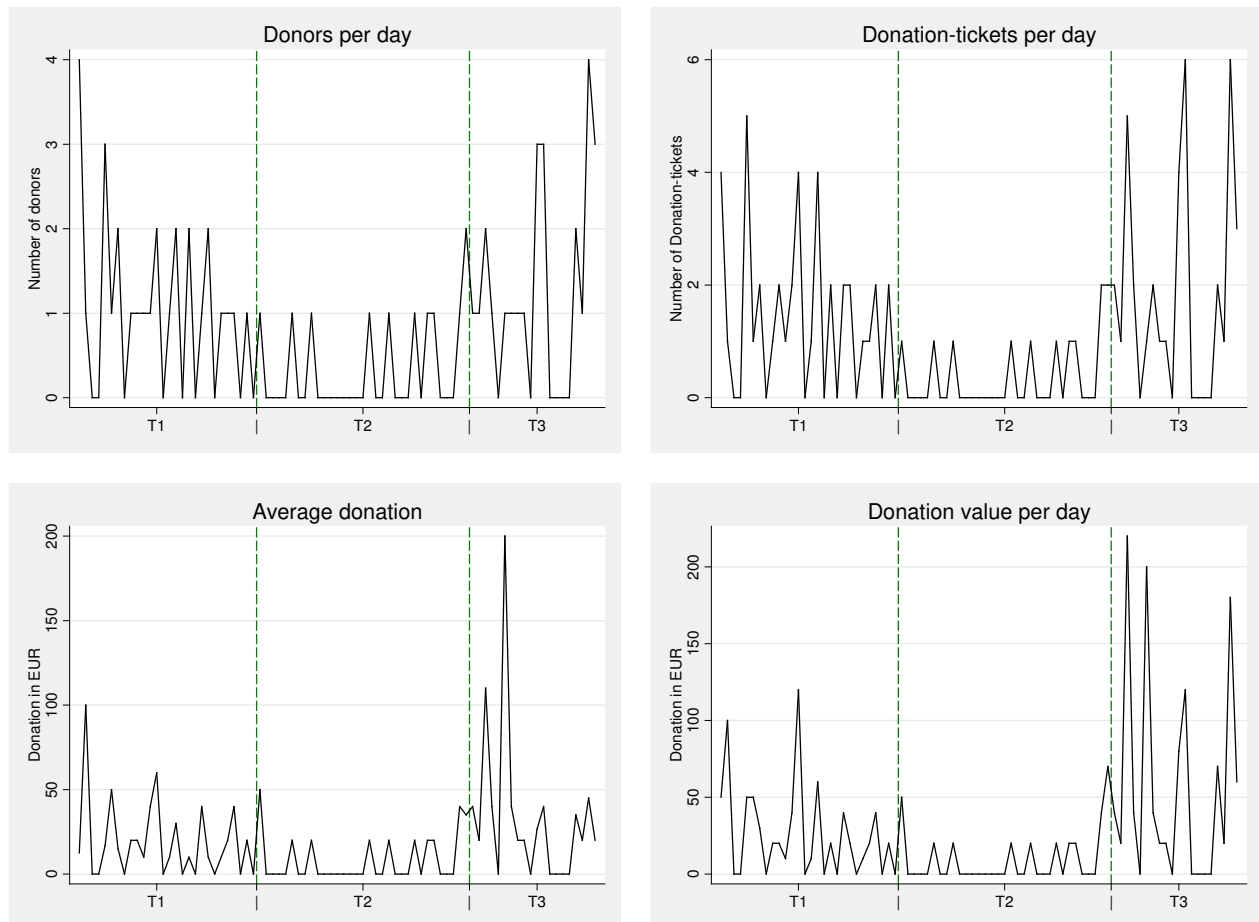 Donors per day
Number of donors
4
3
2
1
0
T1 | T2 | T3
Donation-tickets per day
Number of Donation-tickets
6
4
2
0
T1 | T2 | T3
Average donation
Donation in EUR
200
150
100
50
0
T1 | T2 | T3
Donation value per day
Donation in EUR
200
150
100
50
0
T1 | T2 | T3